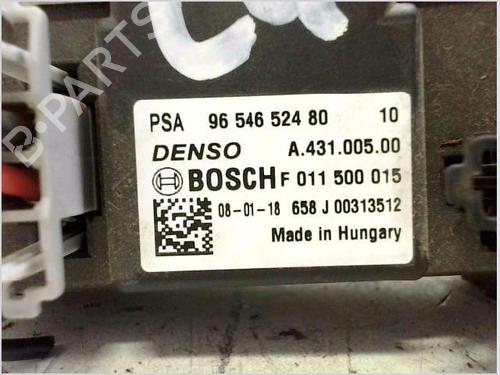 B-PARTS
PSA 96 546 524 80 10
DENSO A.431.005.00
BOSCH F 011 500 015
08-01-18 658 J 00313512
Made in Hungary